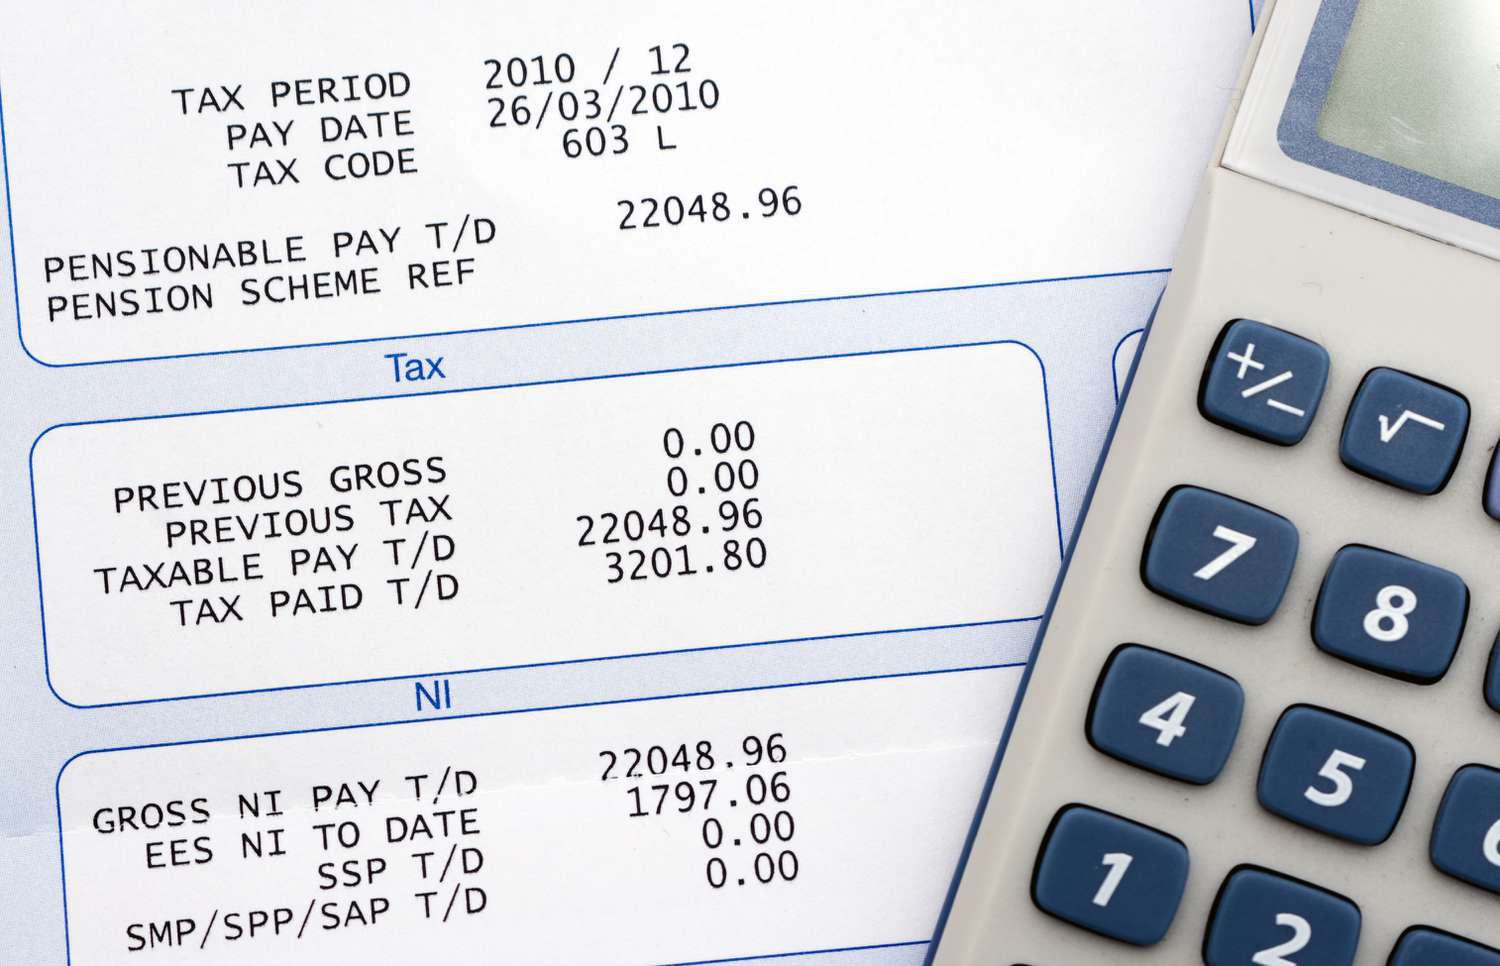 TAX PERIOD 2010 / 12
PAY DATE 26/03/2010
TAX CODE 603 L
PENSIONABLE PAY T/D 22048.96
PENSION SCHEME REF
Tax
PREVIOUS GROSS 0.00
PREVIOUS TAX 0.00
TAXABLE PAY T/D 22048.96
TAX PAID T/D 3201.80
NI
GROSS NI PAY T/D 22048.96
EES NI TO DATE 1797.06
SSP T/D 0.00
SMP/SPP/SAP T/D 0.00
+/− √
7 8
4 5 6
1 2